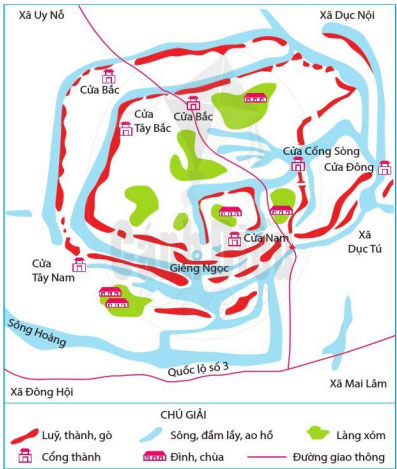 Xã Uy Nỗ
Xã Dục Nội
Cửa Bắc
Cửa
Tây Bắc
Cửa Bắc
Cửa Cống Sòng
Cửa Đông
Cửa Nam
Xã
Dục Tú
Giếng Ngọc
Cửa
Tây Nam
Sông Hoàng
Quốc lộ số 3
Xã Đông Hội
Xã Mai Lâm
CHÚ GIẢI
Luỹ, thành, gò
Sông, đầm lầy, ao hồ
Làng xóm
Cổng thành
Đình, chùa
Đường giao thông